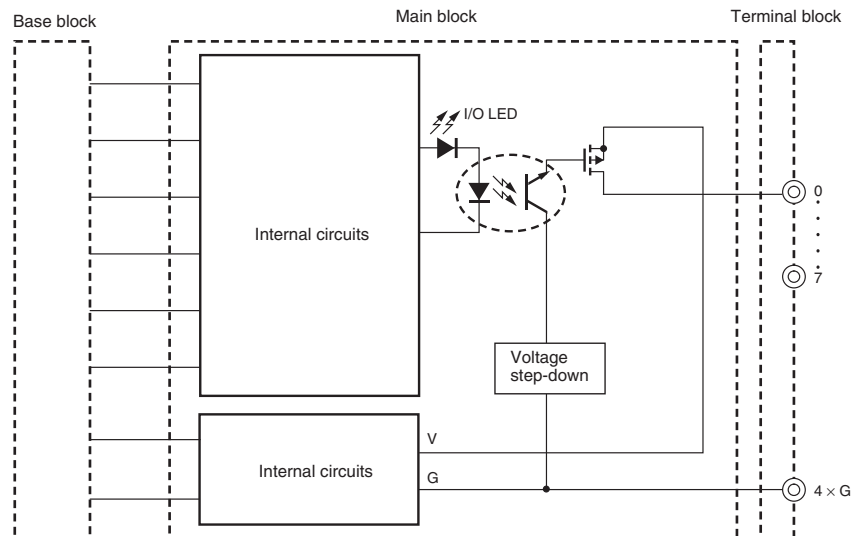 Base block
Main block
Terminal block
I/O LED
0
Internal circuits
7
Voltage
step-down
V
Internal circuits
G
4 × G